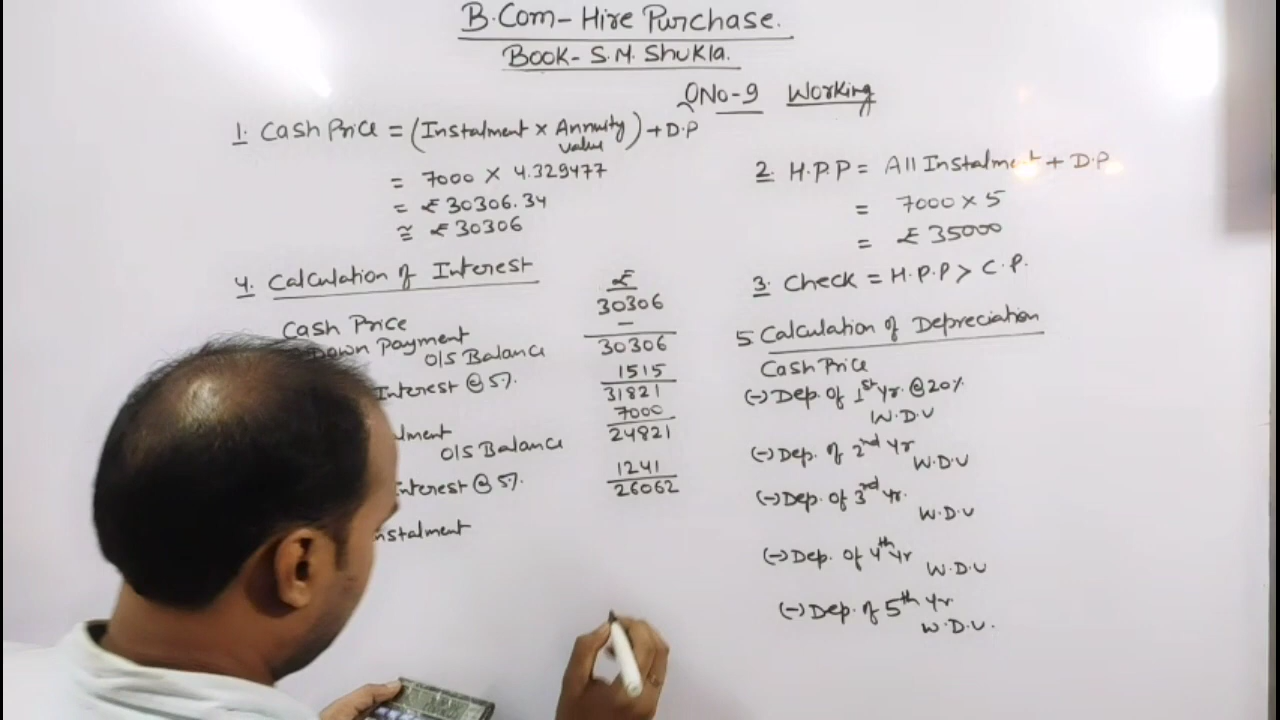 B.Com - Hire Purchase.
Book - S.M. Shukla.
QNo-9 Working
1. Cash Price = (Instalment × Annuity value) + D.P
= 7000 × 4.329477
= ₹ 30306.34
≅ ₹ 30306
2. H.P.P = All Instalment + D.P
= 7000 × 5
= ₹ 35000
3. Check = H.P.P > C.P.
4. Calculation of Interest
₹
Cash Price 30306
Down Payment –
O/S Balance 30306
Interest @ 5%. 1515
31821
lment 7000
O/S Balance 24821
Interest @ 5%. 1241
26062
nstalment
5. Calculation of Depreciation
Cash Price
(-) Dep. of 1st yr. @ 20%
W.D.V
(-) Dep. of 2nd yr
W.D.V
(-) Dep. of 3rd yr.
W.D.V
(-) Dep. of 4th yr
W.D.V
(-) Dep. of 5th yr.
W.D.V.